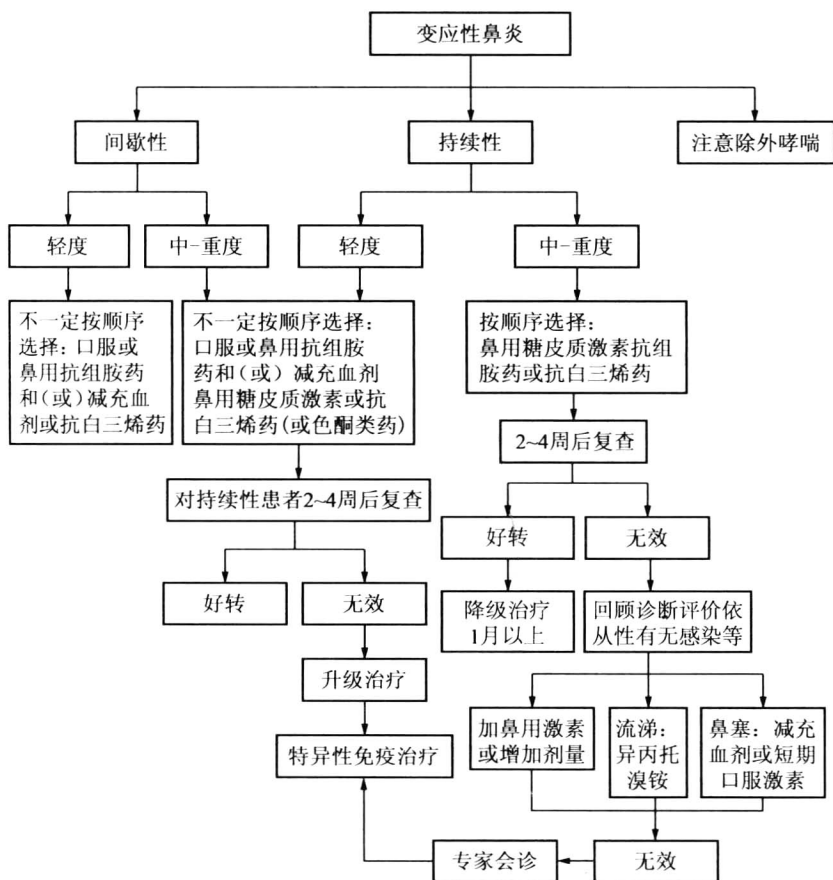 变应性鼻炎
间歇性
持续性
注意除外哮喘
轻度
中-重度
轻度
中-重度
不一定按顺序
选择：口服或
鼻用抗组胺药
和(或)减充血
剂或抗白三烯药
不一定按顺序选择：
口服或鼻用抗组胺
药和(或) 减充血剂
鼻用糖皮质激素或抗
白三烯药(或色酮类药)
按顺序选择：
鼻用糖皮质激素抗组
胺药或抗白三烯药
2~4周后复查
对持续性患者2~4周后复查
好转
无效
好转
无效
降级治疗
1月以上
回顾诊断评价依
从性有无感染等
升级治疗
加鼻用激素
或增加剂量
流涕：
异丙托
溴铵
鼻塞：减充
血剂或短期
口服激素
特异性免疫治疗
专家会诊
无效